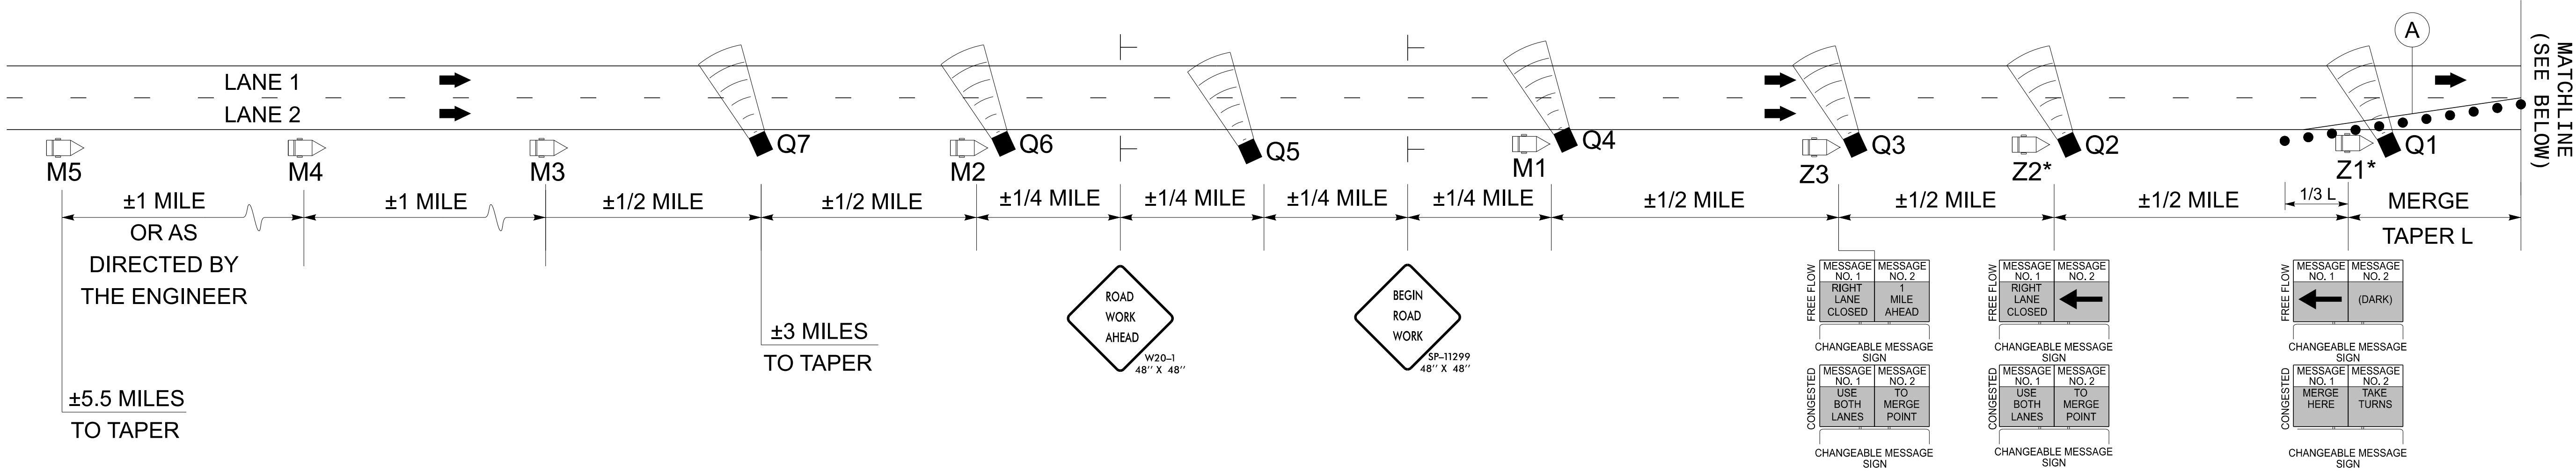 A
MATCHLINE
(SEE BELOW)
LANE 1
LANE 2
M5
M4
M3
Q7
M2
Q6
Q5
M1
Q4
Z3
Q3
Z2*
Q2
Z1*
Q1
±1 MILE
OR AS
DIRECTED BY
THE ENGINEER
±1 MILE
±1/2 MILE
±1/2 MILE
±1/4 MILE
±1/4 MILE
±1/4 MILE
±1/4 MILE
±1/2 MILE
±1/2 MILE
±1/2 MILE
1/3 L
MERGE
TAPER L
±5.5 MILES
TO TAPER
±3 MILES
TO TAPER
ROAD
WORK
AHEAD
W20-1
48'' X 48''
BEGIN
ROAD
WORK
SP-11299
48'' X 48''
FREE FLOW
MESSAGE
NO. 1
MESSAGE
NO. 2
RIGHT
LANE
CLOSED
1
MILE
AHEAD
CHANGEABLE MESSAGE
SIGN
CONGESTED
MESSAGE
NO. 1
MESSAGE
NO. 2
USE
BOTH
LANES
TO
MERGE
POINT
CHANGEABLE MESSAGE
SIGN
FREE FLOW
MESSAGE
NO. 1
MESSAGE
NO. 2
RIGHT
LANE
CLOSED
CHANGEABLE MESSAGE
SIGN
CONGESTED
MESSAGE
NO. 1
MESSAGE
NO. 2
USE
BOTH
LANES
TO
MERGE
POINT
CHANGEABLE MESSAGE
SIGN
FREE FLOW
MESSAGE
NO. 1
MESSAGE
NO. 2
(DARK)
CHANGEABLE MESSAGE
SIGN
CONGESTED
MESSAGE
NO. 1
MESSAGE
NO. 2
MERGE
HERE
TAKE
TURNS
CHANGEABLE MESSAGE
SIGN